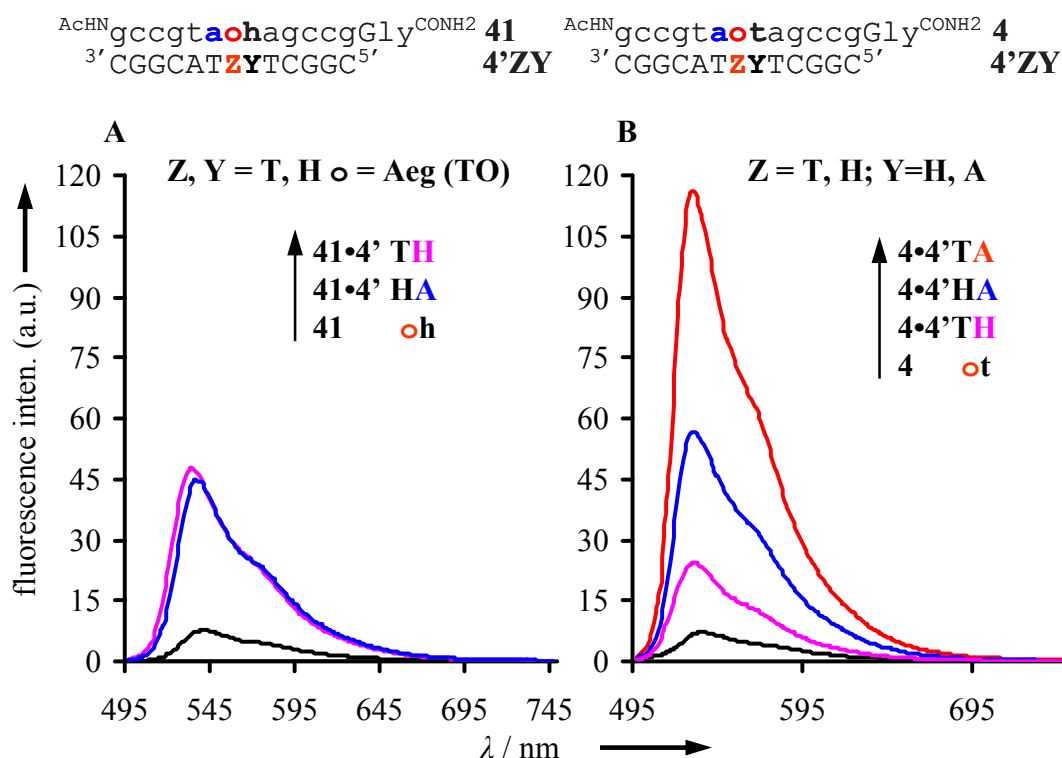 AcHNgccgtaohagccgGlyCONH2 41
3'CGGCATZYTCGGC5' 4'ZY
AcHNgccgtaotagccgGlyCONH2 4
3'CGGCATZYTCGGC5' 4'ZY
A
Z, Y = T, H o = Aeg (TO)
41•4' TH
41•4' HA
41 oh
120
105
90
75
60
45
30
15
0
495 545 595 645 695 745
fluorescence inten. (a.u.)
B
Z = T, H; Y=H, A
4•4'TA
4•4'HA
4•4'TH
4 ot
120
105
90
75
60
45
30
15
0
495 595 695
λ / nm